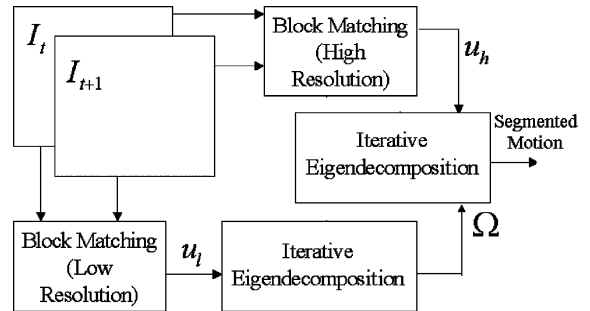 I_t
I_{t+1}
Block Matching
(High
Resolution)
u_h
Iterative
Eigendecomposition
Segmented
Motion
Block Matching
(Low
Resolution)
u_l
Iterative
Eigendecomposition
Ω